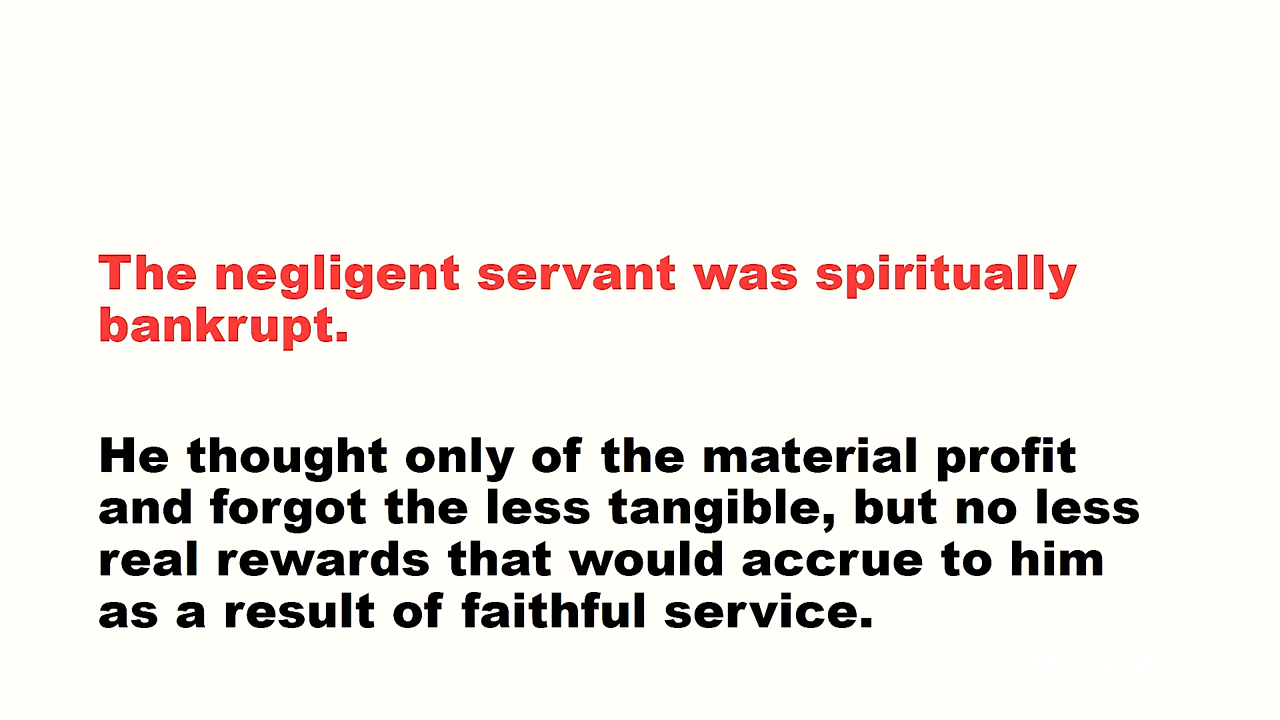 The negligent servant was spiritually
bankrupt.
He thought only of the material profit
and forgot the less tangible, but no less
real rewards that would accrue to him
as a result of faithful service.